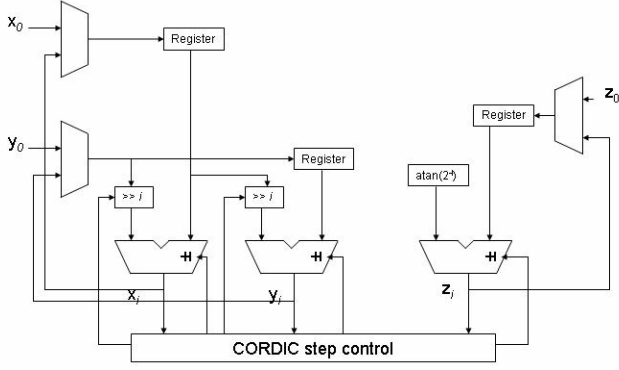 x0
Register
z0
Register
y0
Register
atan(2-i)
>> i
>> i
+/-
+/-
+/-
xi
yi
zi
CORDIC step control